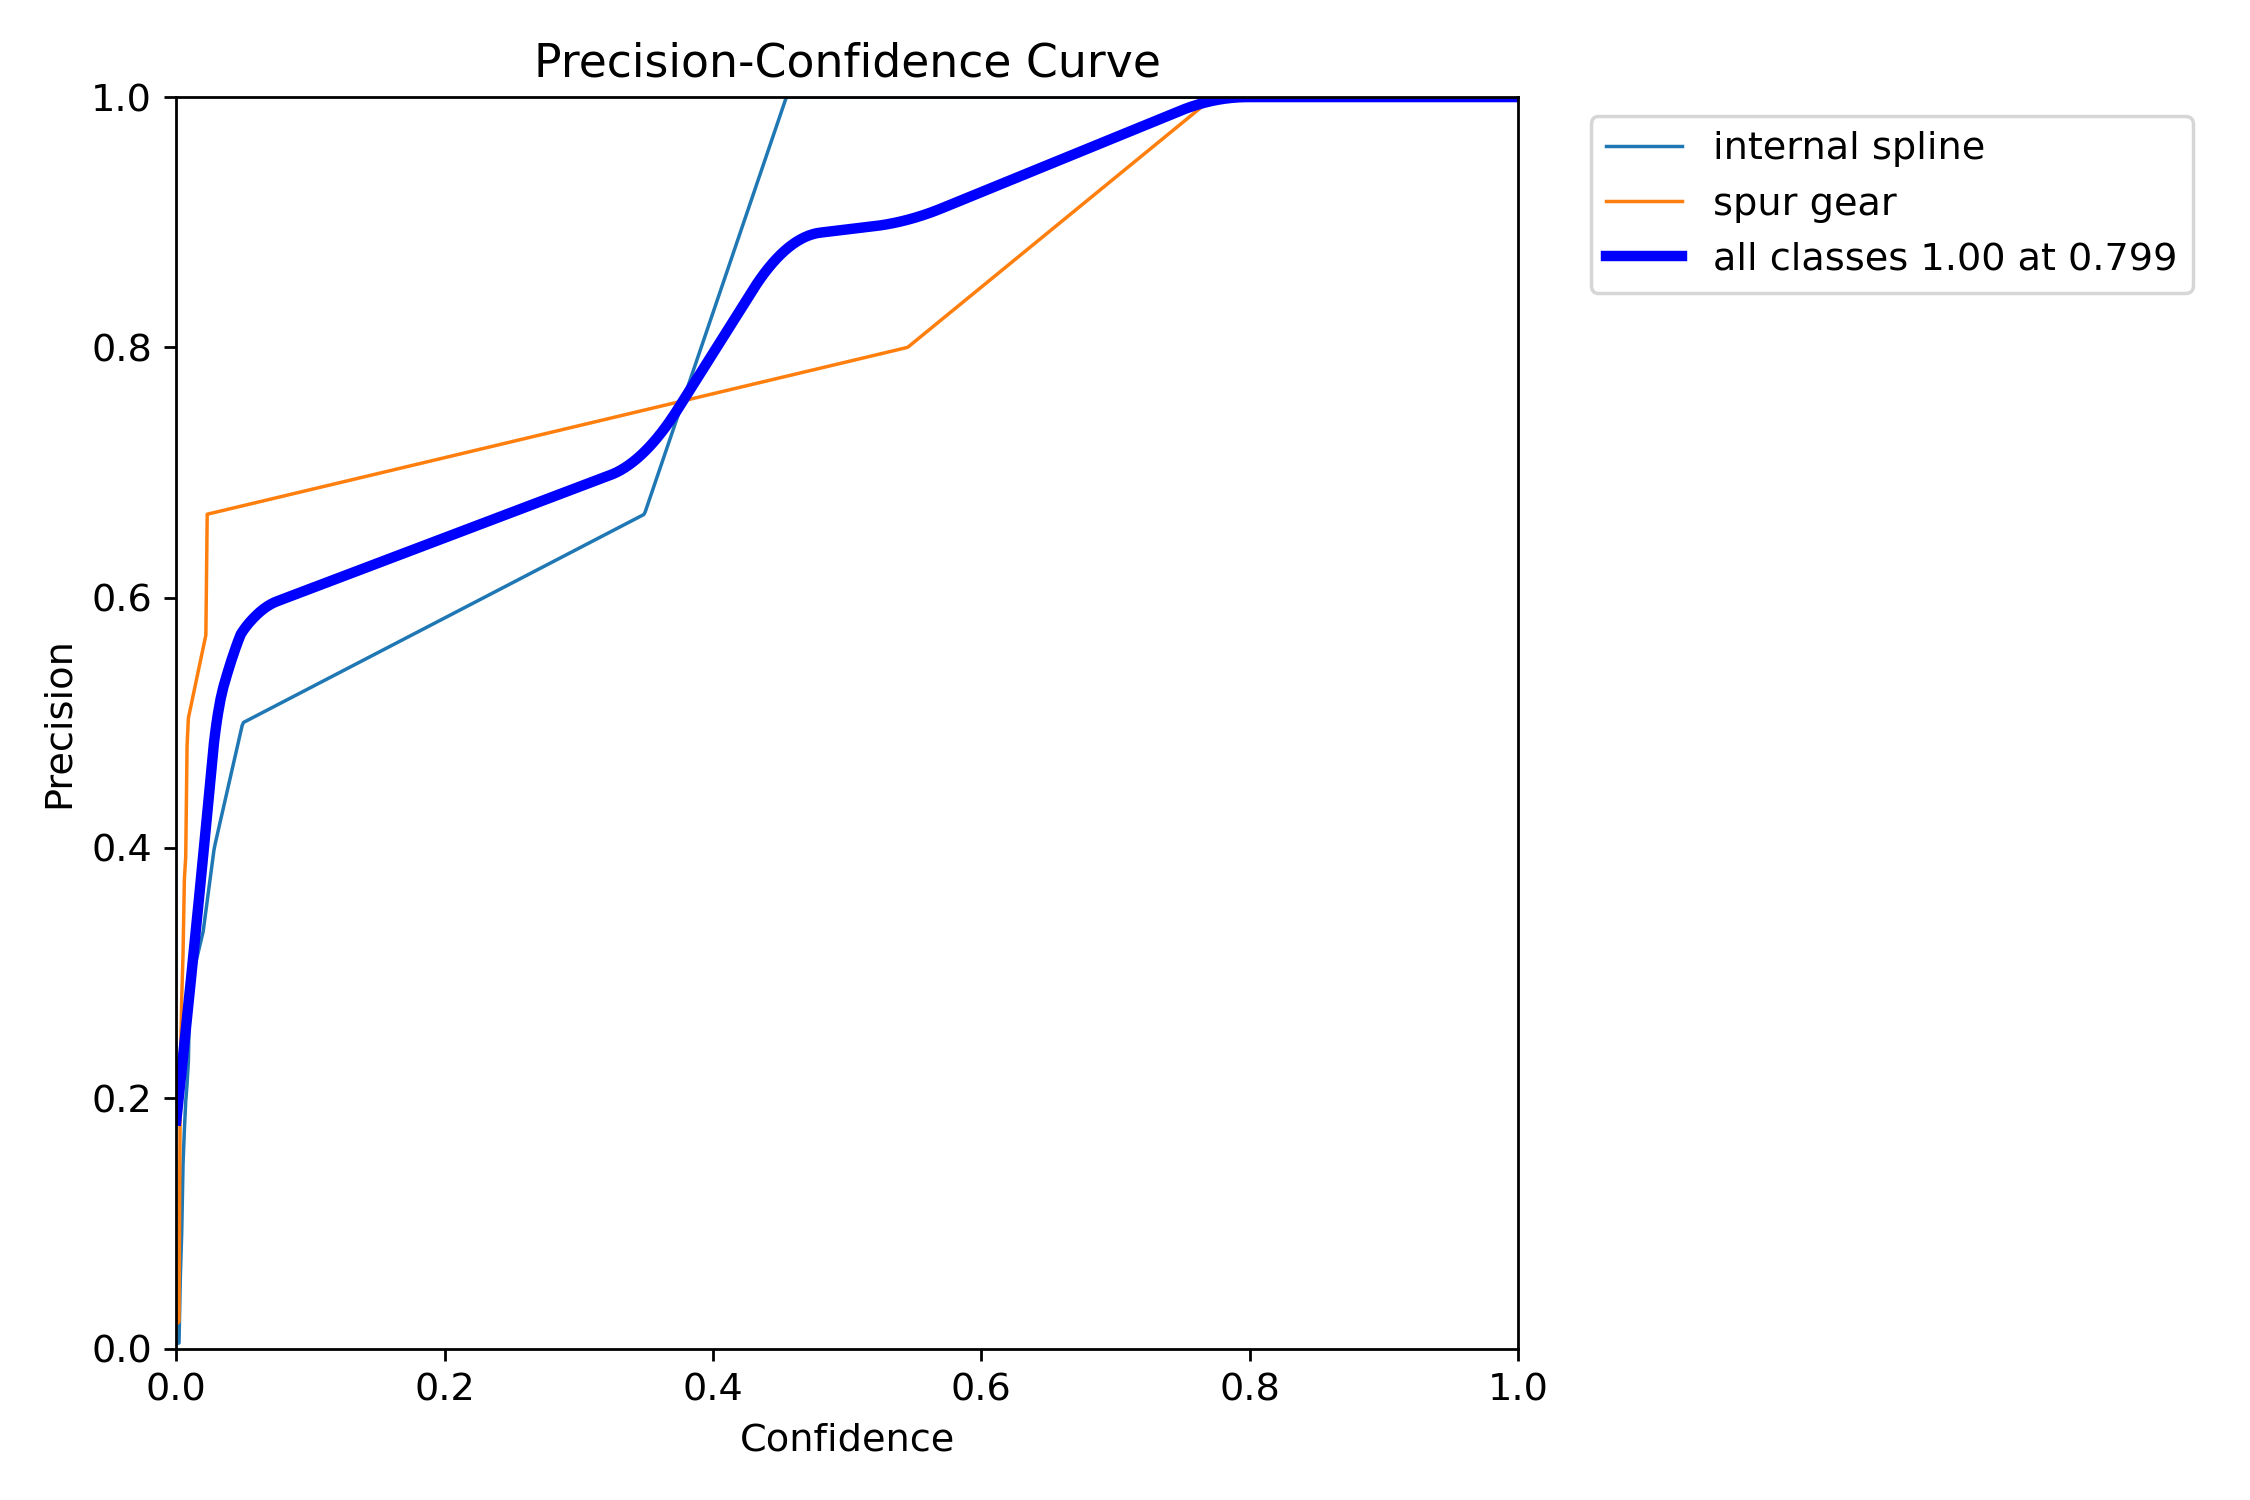 Precision-Confidence Curve
1.0
0.8
0.6
0.4
0.2
0.0
Precision
0.0 0.2 0.4 0.6 0.8 1.0
Confidence
internal spline
spur gear
all classes 1.00 at 0.799